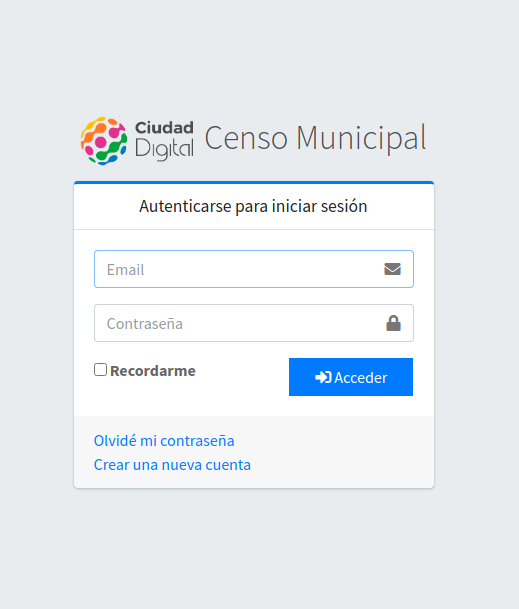 Ciudad
Digital
Censo Municipal
Autenticarse para iniciar sesión
Email
Contraseña
Recordarme
Acceder
Olvidé mi contraseña
Crear una nueva cuenta